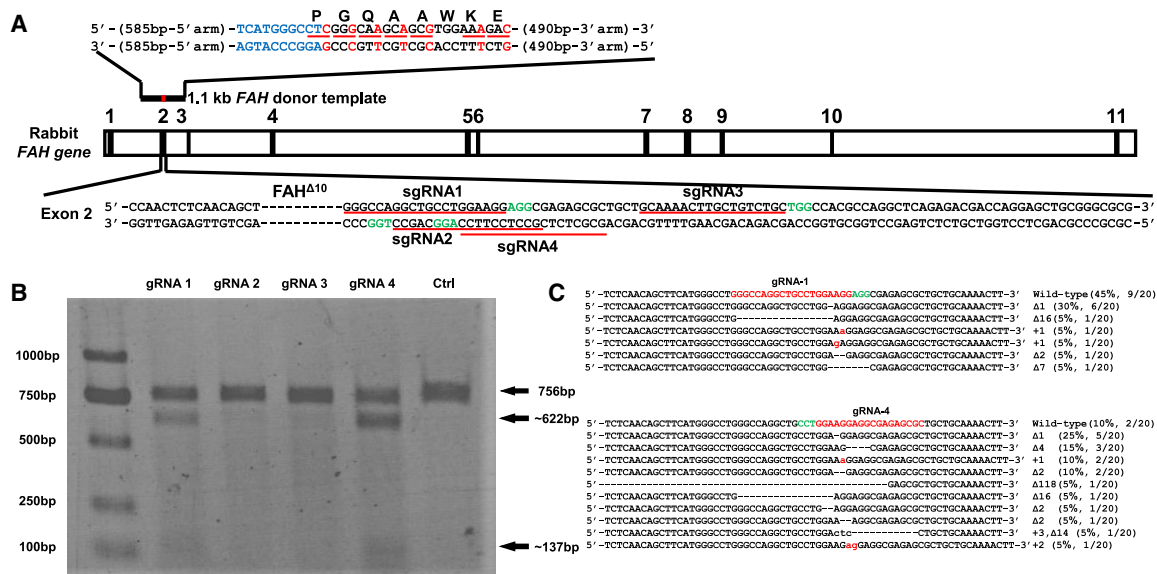 A
P G Q A A W K E
5'-(585bp-5'arm)-TCATGGGCCTCGGGCAAGCAGCGTGGAAAGAC-(490bp-3'arm)-3'
3'-(585bp-5'arm)-AGTACCCGGAGCCCGTTCGTCGCACCTTTCTG-(490bp-3'arm)-5'
1.1 kb FAH donor template
1 2 3 4 56 7 8 9 10 11
Rabbit
FAH gene
FAHΔ10 sgRNA1 sgRNA3
Exon 2
5'-CCAACTCTCAACAGCT----------GGGCCAGGCTGCCTGGAAGGAGGCGAGAGCGCTGCTGCAAAACTTGCTGTCTGCTGGCCACGCCAGGCTCAGAGACGACCAGGAGCTGCGGGCGCG-3'
3'-GGTTGAGAGTTGTCGA----------CCCGGTCCGACGGACCTTCCTCCGCTCTCGCGACGACGTTTTGAACGACAGACGACCGGTGCGGTCCGAGTCTCTGCTGGTCCTCGACGCCCGCGC-5'
sgRNA2
sgRNA4
B
gRNA 1 gRNA 2 gRNA 3 gRNA 4 Ctrl
1000bp
750bp
500bp
250bp
100bp
756bp
~622bp
~137bp
C
gRNA-1
5'-TCTCAACAGCTTCATGGGCCTGGGCCAGGCTGCCTGGAAGGAGGCGAGAGCGCTGCTGCAAAACTT-3' Wild-type(45%, 9/20)
5'-TCTCAACAGCTTCATGGGCCTGGGCCAGGCTGCCTGGA-GGAGGCGAGAGCGCTGCTGCAAAACTT-3' Δ1 (30%, 6/20)
5'-TCTCAACAGCTTCATGGGCCTG----------------AGGAGGCGAGAGCGCTGCTGCAAAACTT-3' Δ16 (5%, 1/20)
5'-TCTCAACAGCTTCATGGGCCTGGGCCAGGCTGCCTGGAAaGGAGGCGAGAGCGCTGCTGCAAAACTT-3' +1 (5%, 1/20)
5'-TCTCAACAGCTTCATGGGCCTGGGCCAGGCTGCCTGGAgAGGAGGCGAGAGCGCTGCTGCAAAACTT-3' +1 (5%, 1/20)
5'-TCTCAACAGCTTCATGGGCCTGGGCCAGGCTGCCTGGA--GAGGCGAGAGCGCTGCTGCAAAACTT-3' Δ2 (5%, 1/20)
5'-TCTCAACAGCTTCATGGGCCTGGGCCAGGCTGCCTGG-------CGAGAGCGCTGCTGCAAAACTT-3' Δ7 (5%, 1/20)
gRNA-4
5'-TCTCAACAGCTTCATGGGCCTGGGCCAGGCTGCCTGGAAGGAGGCGAGAGCGCTGCTGCAAAACTT-3' Wild-type(10%, 2/20)
5'-TCTCAACAGCTTCATGGGCCTGGGCCAGGCTGCCTGGA-GGAGGCGAGAGCGCTGCTGCAAAACTT-3' Δ1 (25%, 5/20)
5'-TCTCAACAGCTTCATGGGCCTGGGCCAGGCTGCCTGGAAG----CGAGAGCGCTGCTGCAAAACTT-3' Δ4 (15%, 3/20)
5'-TCTCAACAGCTTCATGGGCCTGGGCCAGGCTGCCTGGAAaGGAGGCGAGAGCGCTGCTGCAAAACTT-3' +1 (10%, 2/20)
5'-TCTCAACAGCTTCATGGGCCTGGGCCAGGCTGCCTGGA--GAGGCGAGAGCGCTGCTGCAAAACTT-3' Δ2 (10%, 2/20)
5'-----------------------------------------------GAGCGCTGCTGCAAAACTT-3' Δ118(5%, 1/20)
5'-TCTCAACAGCTTCATGGGCCTG----------------AGGAGGCGAGAGCGCTGCTGCAAAACTT-3' Δ16 (5%, 1/20)
5'-TCTCAACAGCTTCATGGGCCTGGGCCAGGCTGCCTG--AGGAGGCGAGAGCGCTGCTGCAAAACTT-3' Δ2 (5%, 1/20)
5'-TCTCAACAGCTTCATGGGCCTGGGCCAGGCTGCCTGGAA--AGGCGAGAGCGCTGCTGCAAAACTT-3' Δ2 (5%, 1/20)
5'-TCTCAACAGCTTCATGGGCCTGGGCCAGGCTGCCTGGActc-----------CTGCTGCAAAACTT-3' +3,Δ14 (5%, 1/20)
5'-TCTCAACAGCTTCATGGGCCTGGGCCAGGCTGCCTGGAAGagGAGGCGAGAGCGCTGCTGCAAAACTT-3' +2 (5%, 1/20)